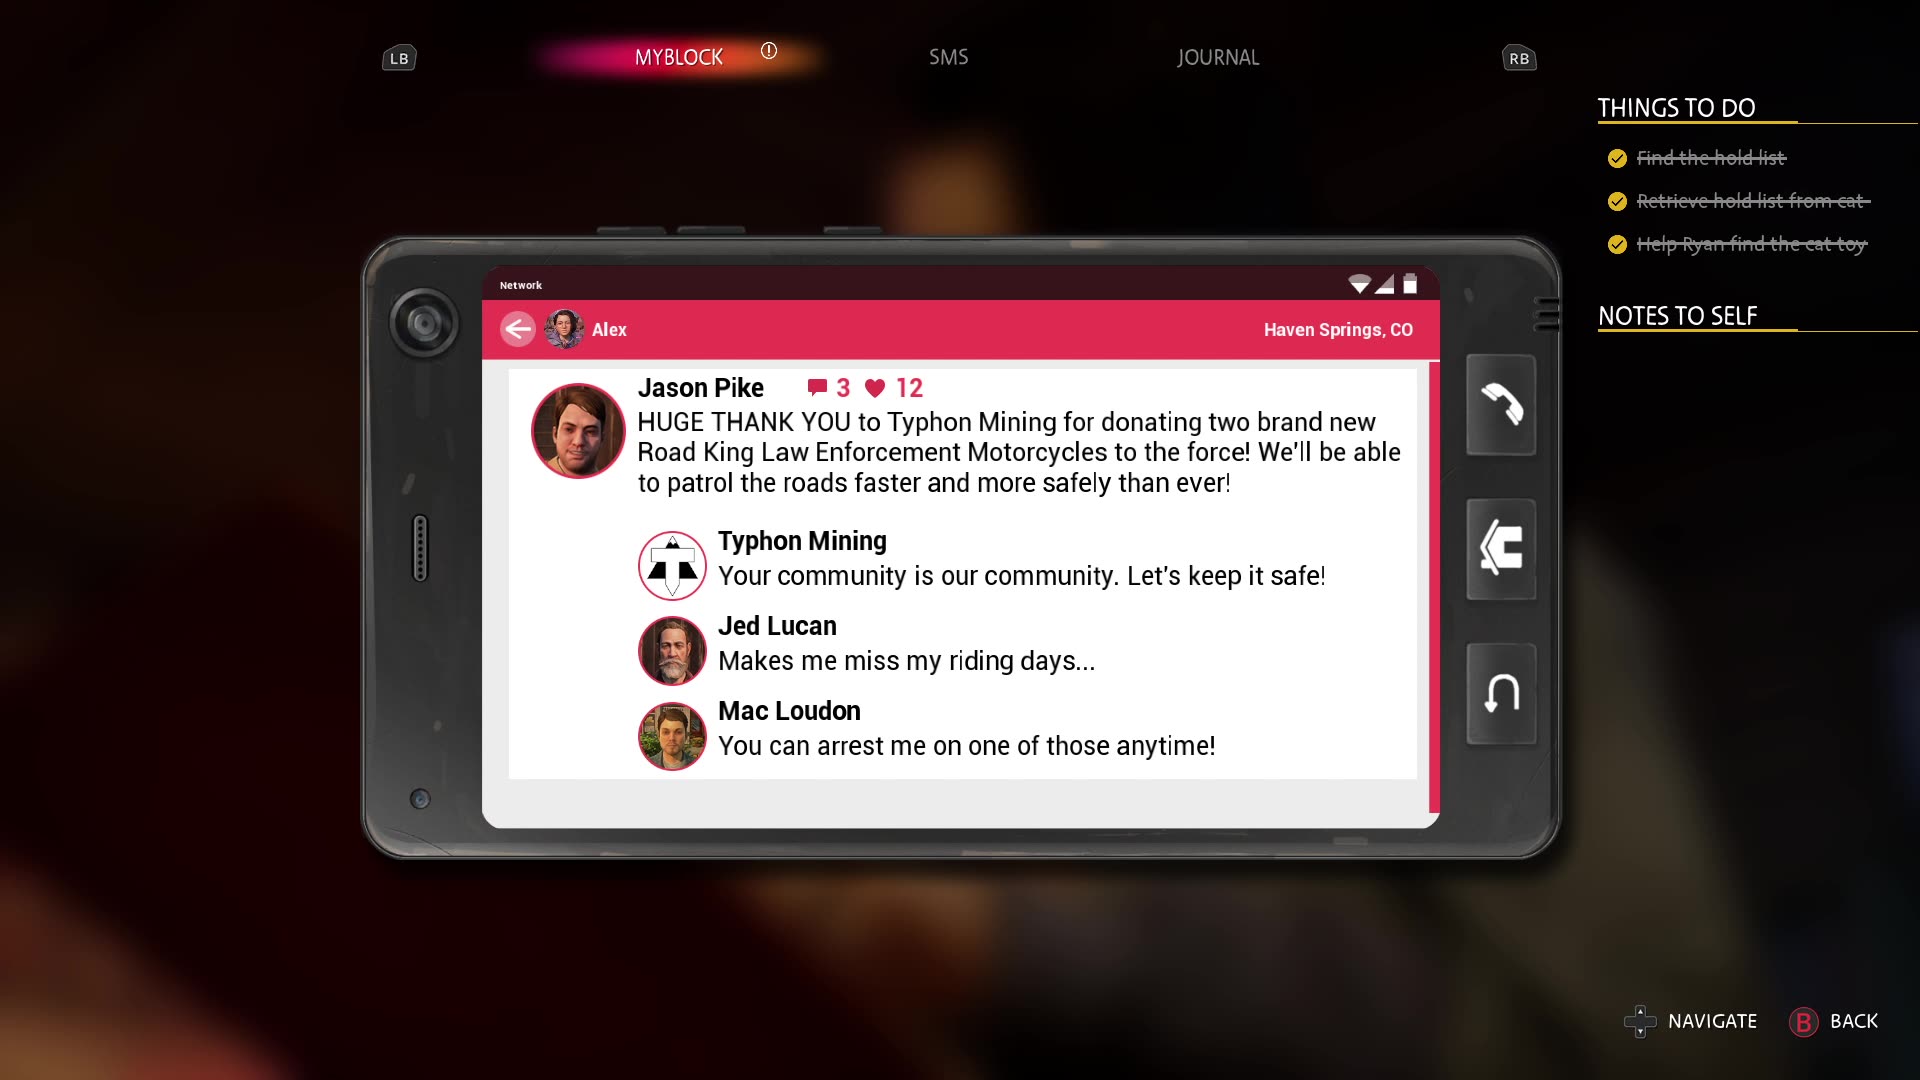 LB
MYBLOCK
SMS
JOURNAL
RB
THINGS TO DO
Find the hold list
Retrieve hold list from cat
Help Ryan find the cat toy
NOTES TO SELF
Network
Alex
Haven Springs, CO
Jason Pike 3 12
HUGE THANK YOU to Typhon Mining for donating two brand new
Road King Law Enforcement Motorcycles to the force! We'll be able
to patrol the roads faster and more safely than ever!
Typhon Mining
Your community is our community. Let's keep it safe!
Jed Lucan
Makes me miss my riding days...
Mac Loudon
You can arrest me on one of those anytime!
NAVIGATE
B BACK